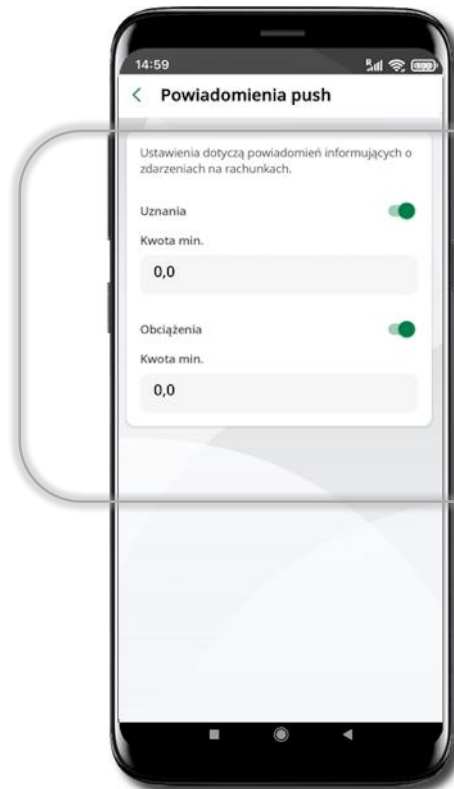 14:59
Powiadomienia push
Ustawienia dotyczą powiadomień informujących o
zdarzeniach na rachunkach.
Uznania
Kwota min.
0,0
Obciążenia
Kwota min.
0,0